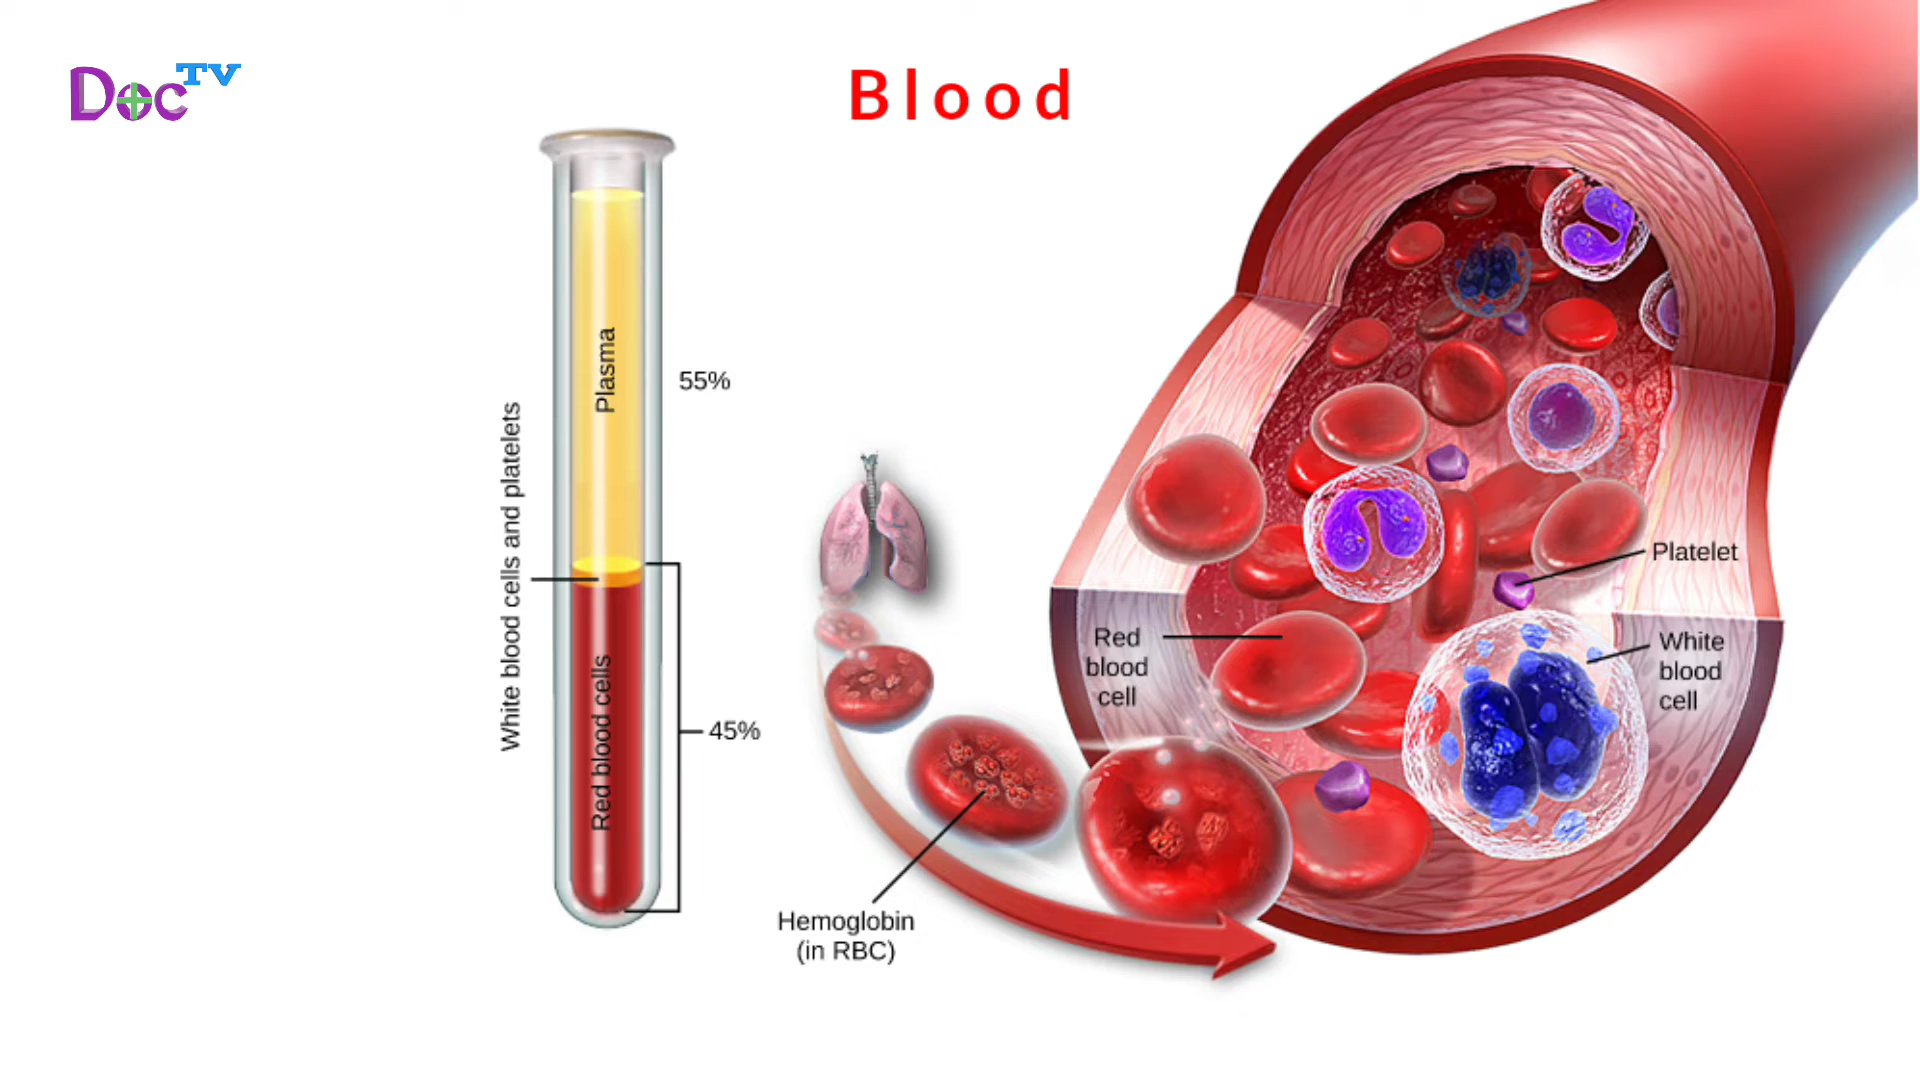 Doc TV
Blood
Plasma
55%
White blood cells and platelets
Red blood cells
45%
Hemoglobin
(in RBC)
Red
blood
cell
Platelet
White
blood
cell